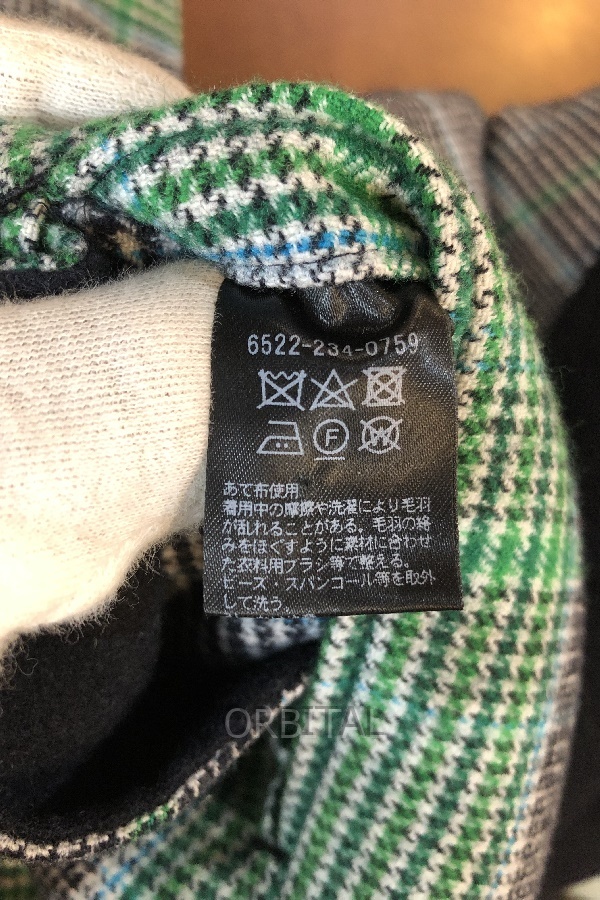 6522-234-0759
F
W
あて布使用
着用中の摩擦や洗濯により毛羽
が乱れることがある。毛羽の絡
みをほぐすように素材に合わせ
た衣料用ブラシ等で整える。
ビーズ・スパンコール等を取外
して洗う。
ORBITAL